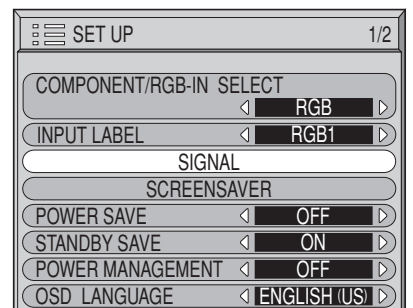 SET UP 1/2
COMPONENT/RGB-IN SELECT
RGB
INPUT LABEL RGB1
SIGNAL
SCREENSAVER
POWER SAVE OFF
STANDBY SAVE ON
POWER MANAGEMENT OFF
OSD LANGUAGE ENGLISH (US)